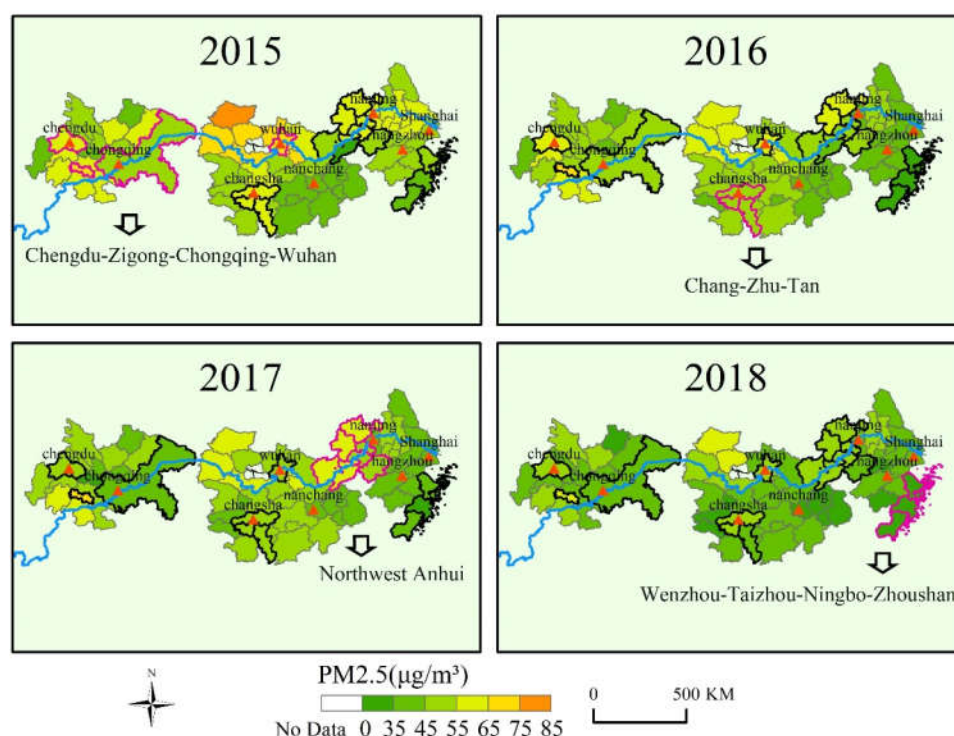 2015
chengdu
chongqing
wuhan
changsha
nanchang
nanjing
Shanghai
hangzhou
Chengdu-Zigong-Chongqing-Wuhan
2016
chengdu
chongqing
wuhan
changsha
nanchang
nanjing
Shanghai
hangzhou
Chang-Zhu-Tan
2017
chengdu
chongqing
wuhan
changsha
nanchang
nanjing
Shanghai
hangzhou
Northwest Anhui
2018
chengdu
chongqing
wuhan
changsha
nanchang
nanjing
Shanghai
hangzhou
Wenzhou-Taizhou-Ningbo-Zhoushan
N
PM2.5(μg/m³)
No Data 0 35 45 55 65 75 85
0 500 KM